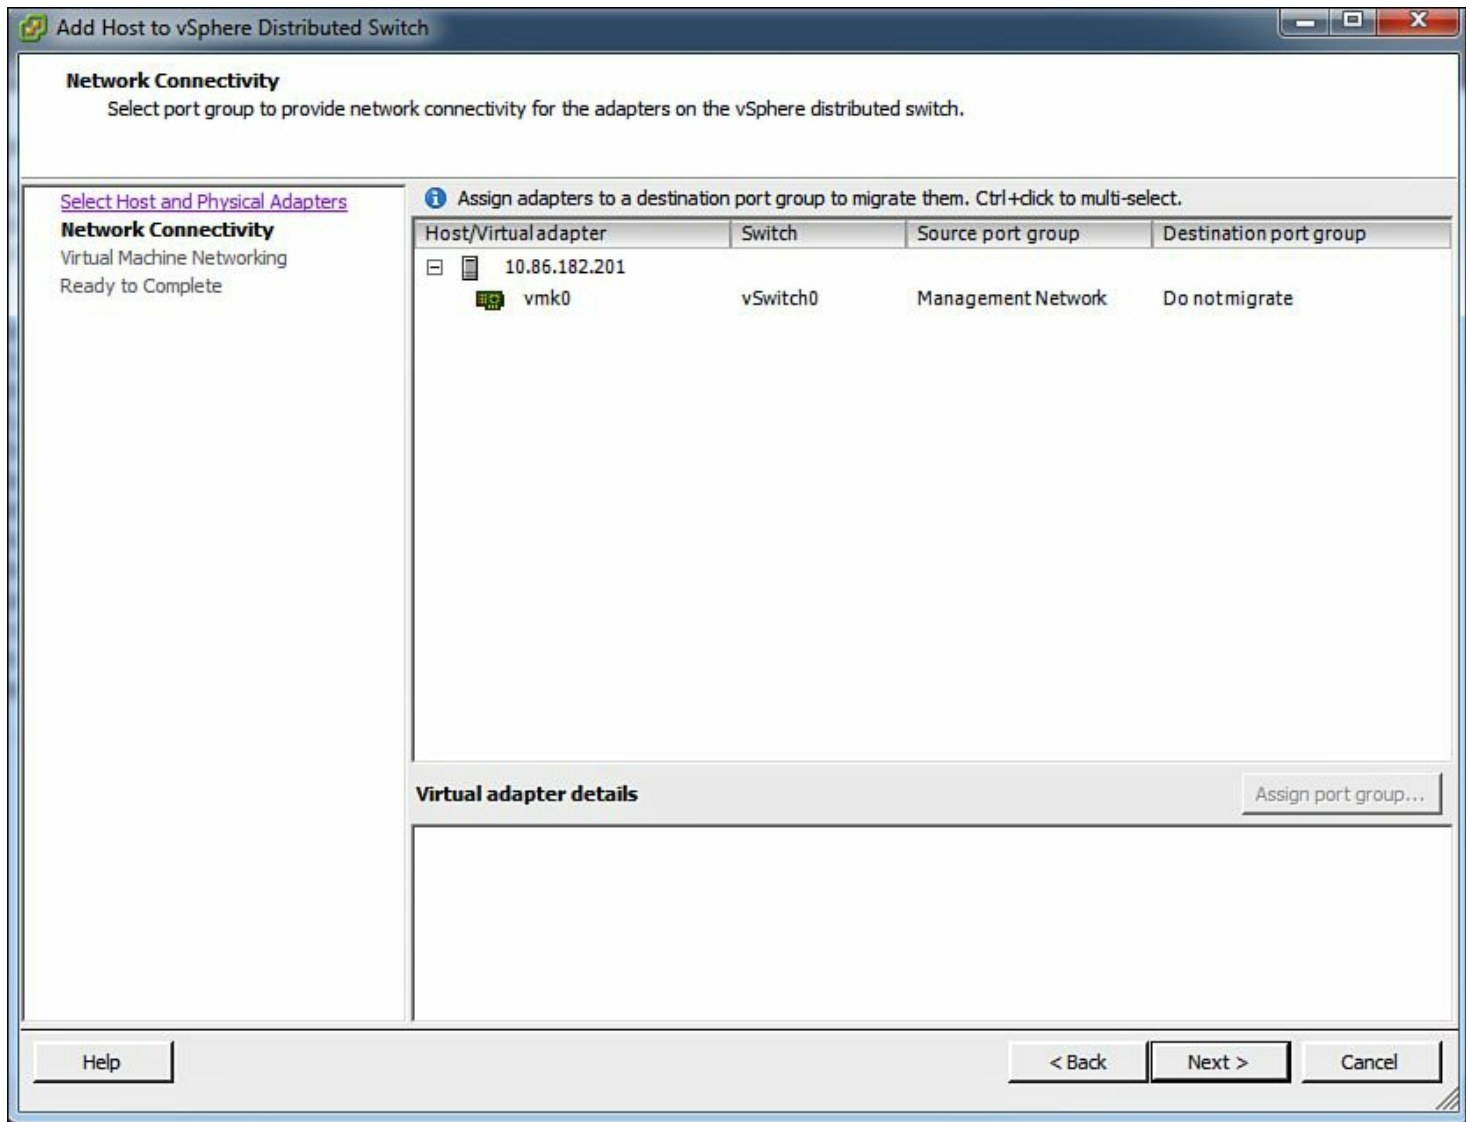 Add Host to vSphere Distributed Switch
Network Connectivity
Select port group to provide network connectivity for the adapters on the vSphere distributed switch.
Select Host and Physical Adapters
Network Connectivity
Virtual Machine Networking
Ready to Complete
Assign adapters to a destination port group to migrate them. Ctrl+click to multi-select.
Host/Virtual adapter Switch Source port group Destination port group
10.86.182.201
vmk0 vSwitch0 Management Network Do not migrate
Virtual adapter details
Assign port group...
Help
< Back
Next >
Cancel